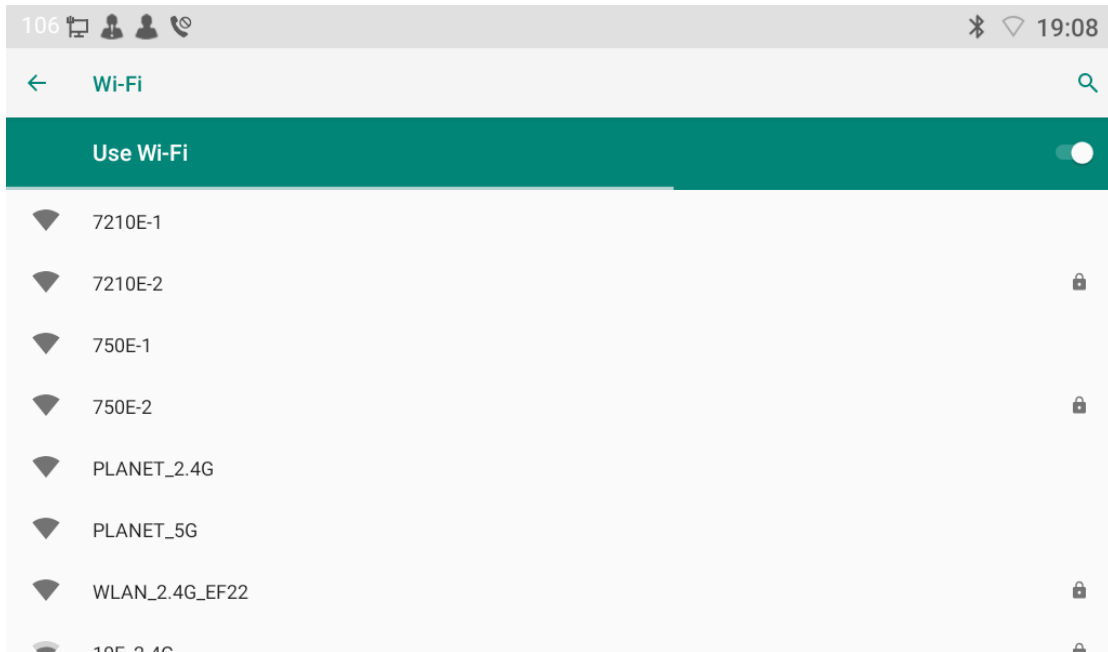 106 19:08
Wi-Fi
Use Wi-Fi
7210E-1
7210E-2
750E-1
750E-2
PLANET_2.4G
PLANET_5G
WLAN_2.4G_EF22